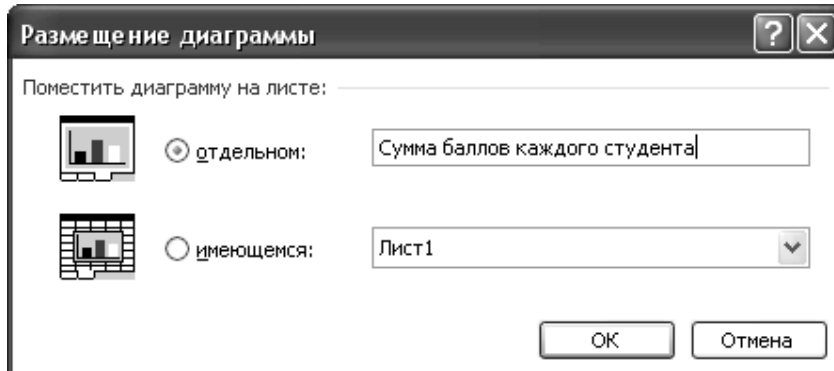 Размещение диаграммы
Поместить диаграмму на листе:
отдельном: Сумма баллов каждого студента
имеющемся: Лист1
ОК Отмена